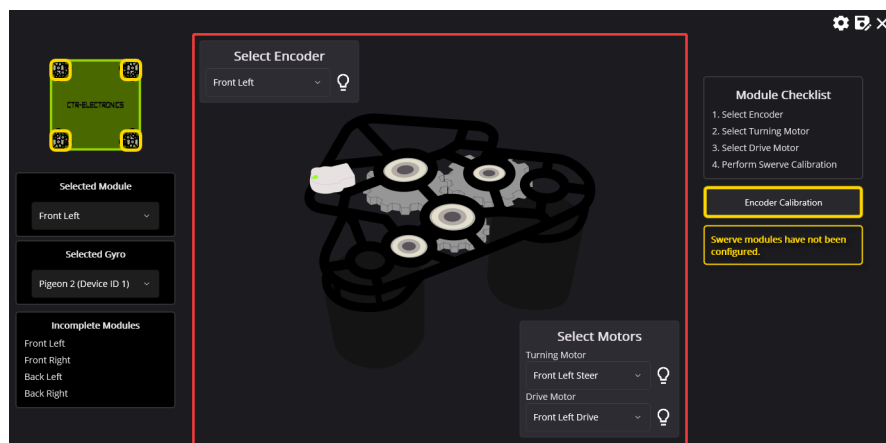 CTR-ELECTRONICS
Selected Module
Front Left
Selected Gyro
Pigeon 2 (Device ID 1)
Incomplete Modules
Front Left
Front Right
Back Left
Back Right
Select Encoder
Front Left
Select Motors
Turning Motor
Front Left Steer
Drive Motor
Front Left Drive
Module Checklist
1. Select Encoder
2. Select Turning Motor
3. Select Drive Motor
4. Perform Swerve Calibration
Encoder Calibration
Swerve modules have not been
configured.